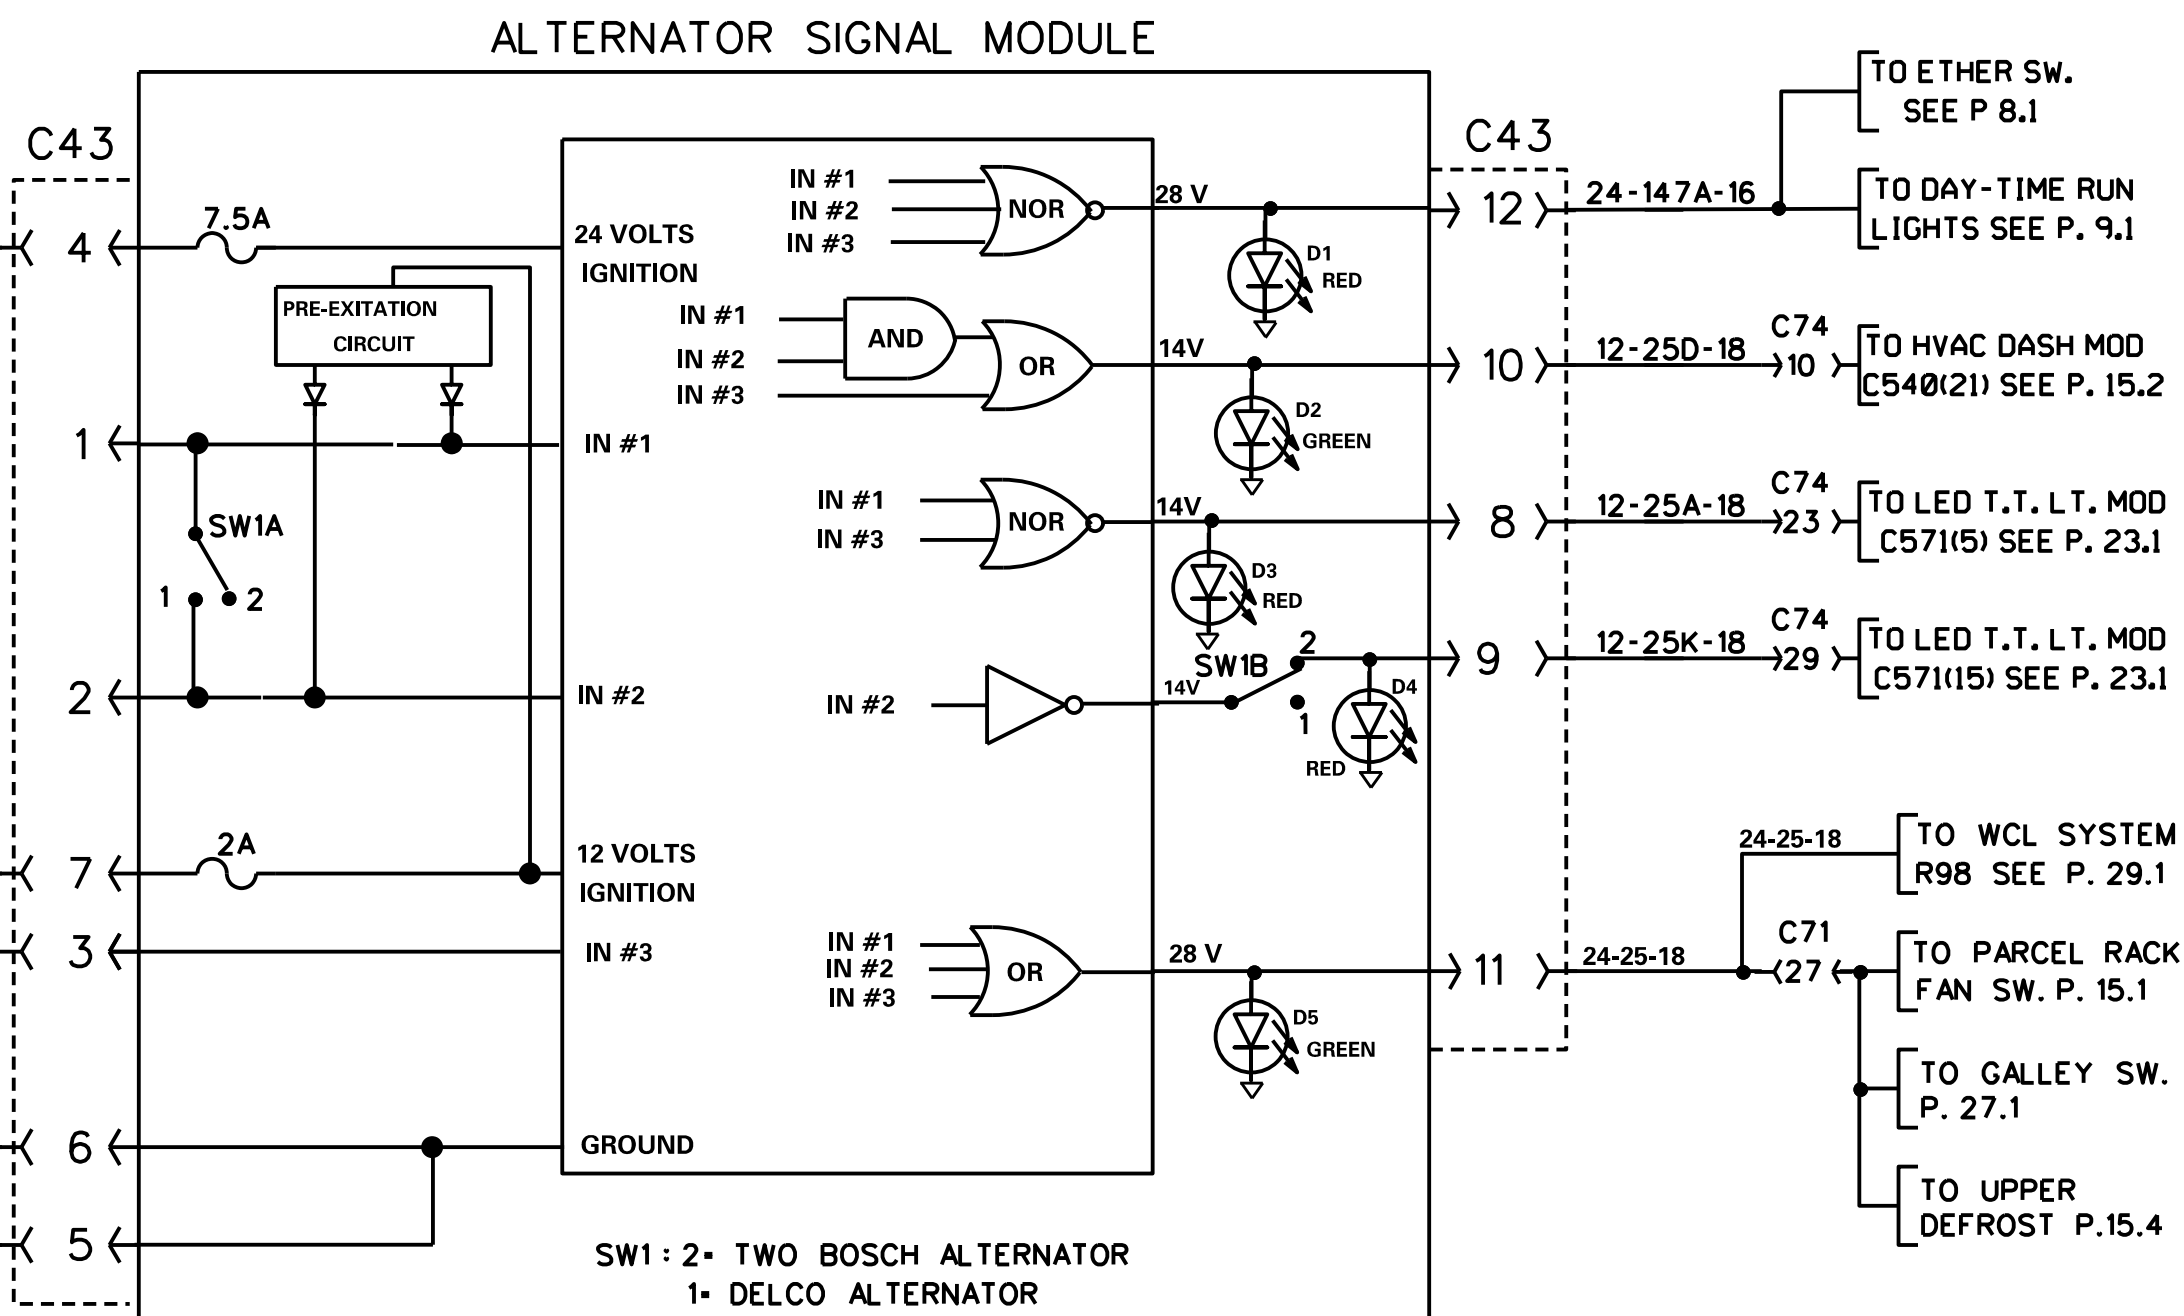 ALTERNATOR SIGNAL MODULE
C43
4
7.5A
PRE-EXITATION
CIRCUIT
1
SW1A
1
2
2
7
2A
3
6
5
24 VOLTS
IGNITION
IN #1
IN #2
12 VOLTS
IGNITION
IN #3
GROUND
IN #1
IN #2
IN #3
NOR
28 V
D1
RED
IN #1
IN #2
IN #3
AND
OR
14V
D2
GREEN
IN #1
IN #3
NOR
14V
D3
RED
IN #2
14V
SW1B
2
1
D4
RED
IN #1
IN #2
IN #3
OR
28 V
D5
GREEN
SW1: 2- TWO BOSCH ALTERNATOR
1- DELCO ALTERNATOR
C43
12
24-147A-16
TO ETHER SW.
SEE P 8.1
TO DAY-TIME RUN
LIGHTS SEE P. 9.1
10
12-25D-18
C74
10
TO HVAC DASH MOD
C540(21) SEE P. 15.2
8
12-25A-18
C74
23
TO LED T.T. LT. MOD
C571(5) SEE P. 23.1
9
12-25K-18
C74
29
TO LED T.T. LT. MOD
C571(15) SEE P. 23.1
11
24-25-18
24-25-18
TO WCL SYSTEM
R98 SEE P. 29.1
C71
27
TO PARCEL RACK
FAN SW. P. 15.1
TO GALLEY SW.
P. 27.1
TO UPPER
DEFROST P.15.4